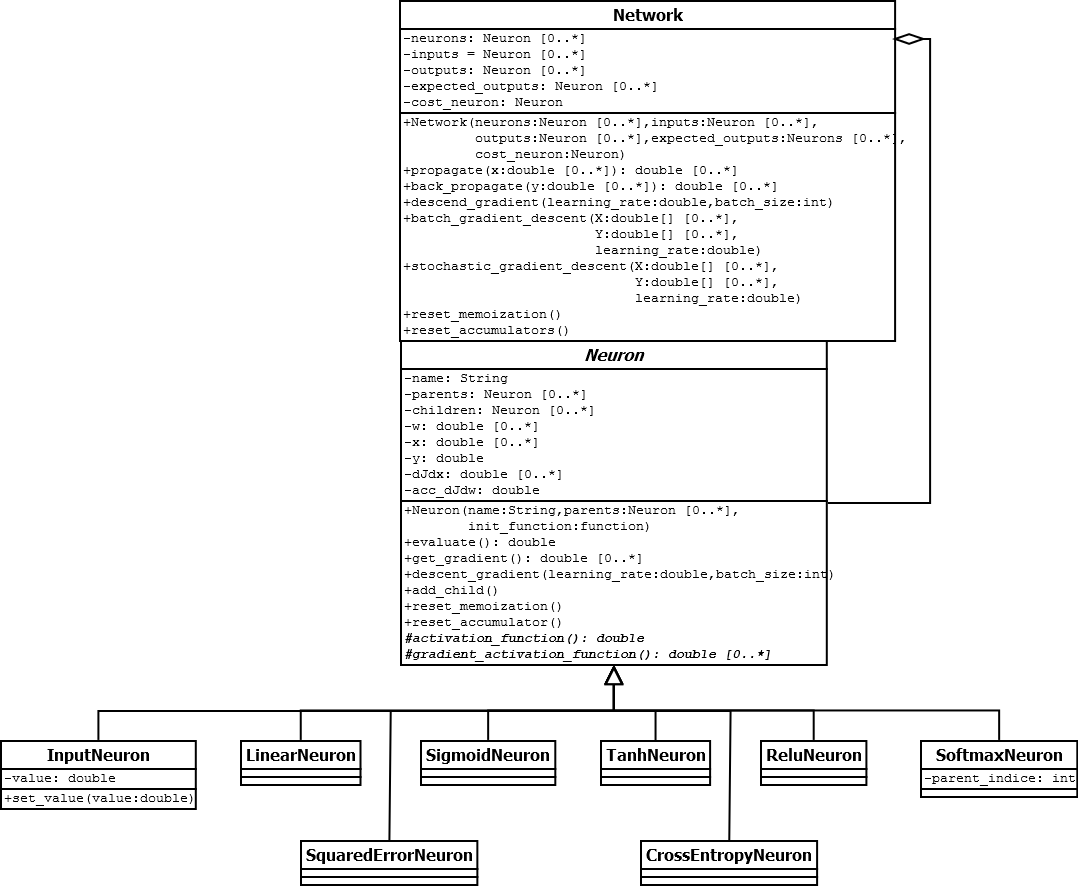 Network
-neurons: Neuron [0..*]
-inputs = Neuron [0..*]
-outputs: Neuron [0..*]
-expected_outputs: Neuron [0..*]
-cost_neuron: Neuron
+Network(neurons:Neuron [0..*],inputs:Neuron [0..*],
outputs:Neuron [0..*],expected_outputs:Neurons [0..*],
cost_neuron:Neuron)
+propagate(x:double [0..*]): double [0..*]
+back_propagate(y:double [0..*]): double [0..*]
+descend_gradient(learning_rate:double,batch_size:int)
+batch_gradient_descent(X:double[] [0..*],
Y:double[] [0..*],
learning_rate:double)
+stochastic_gradient_descent(X:double[] [0..*],
Y:double[] [0..*],
learning_rate:double)
+reset_memoization()
+reset_accumulators()
Neuron
-name: String
-parents: Neuron [0..*]
-children: Neuron [0..*]
-w: double [0..*]
-x: double [0..*]
-y: double
-dJdx: double [0..*]
-acc_dJdw: double
+Neuron(name:String,parents:Neuron [0..*],
init_function:function)
+evaluate(): double
+get_gradient(): double [0..*]
+descent_gradient(learning_rate:double,batch_size:int)
+add_child()
+reset_memoization()
+reset_accumulator()
#activation_function(): double
#gradient_activation_function(): double [0..*]
InputNeuron
-value: double
+set_value(value:double)
LinearNeuron
SigmoidNeuron
TanhNeuron
ReluNeuron
SoftmaxNeuron
-parent_indice: int
SquaredErrorNeuron
CrossEntropyNeuron